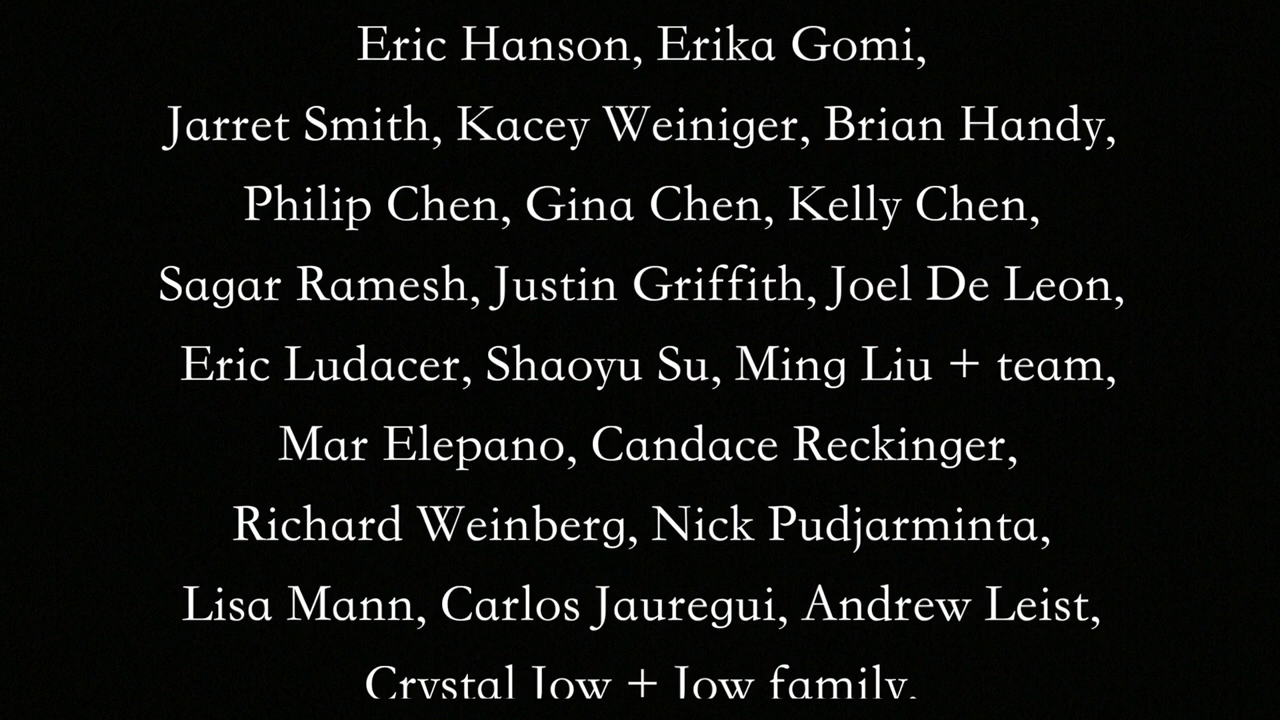 Eric Hanson, Erika Gomi,
Jarret Smith, Kacey Weiniger, Brian Handy,
Philip Chen, Gina Chen, Kelly Chen,
Sagar Ramesh, Justin Griffith, Joel De Leon,
Eric Ludacer, Shaoyu Su, Ming Liu + team,
Mar Elepano, Candace Reckinger,
Richard Weinberg, Nick Pudjarminta,
Lisa Mann, Carlos Jauregui, Andrew Leist,
Crystal Jow + Jow family,